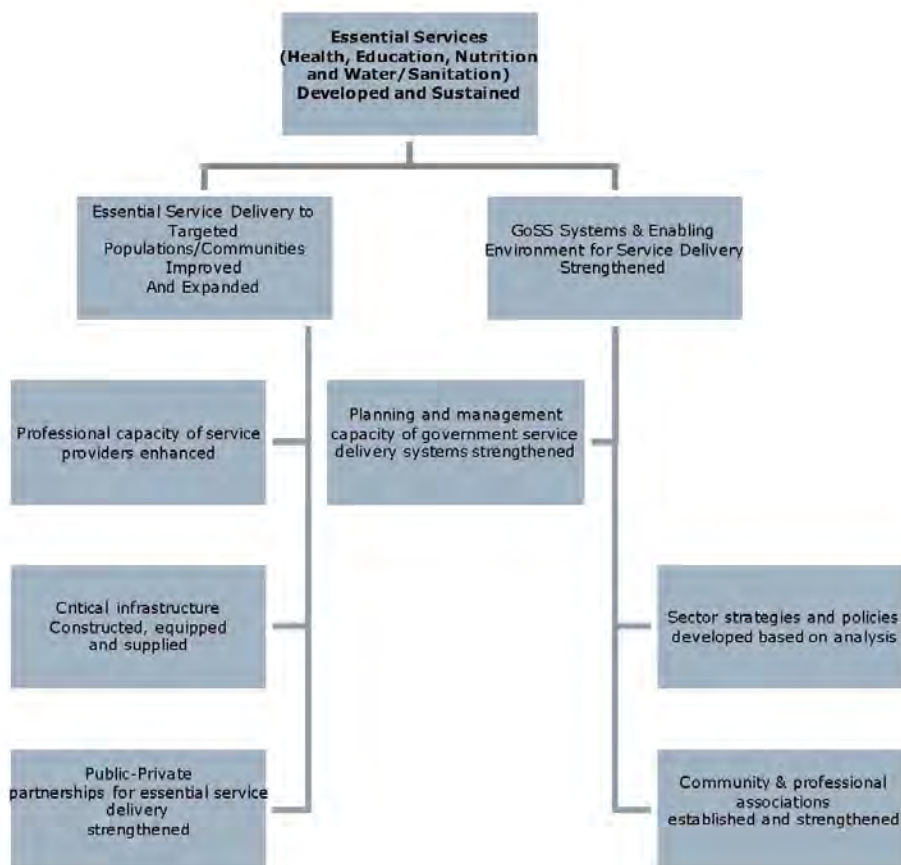 Essential Services
(Health, Education, Nutrition
and Water/Sanitation)
Developed and Sustained
Essential Service Delivery to
Targeted
Populations/Communities
Improved
And Expanded
GoSS Systems & Enabling
Environment for Service Delivery
Strengthened
Professional capacity of service
providers enhanced
Planning and management
capacity of government service
delivery systems strengthened
Critical infrastructure
Constructed, equipped
and supplied
Sector strategies and policies
developed based on analysis
Public-Private
partnerships for essential service
delivery
strengthened
Community & professional
associations
established and strengthened